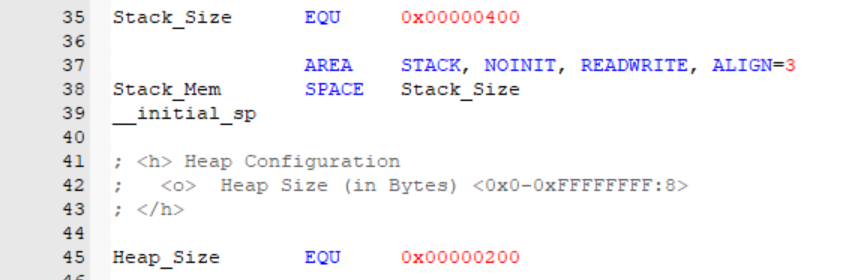 35 Stack_Size EQU 0x00000400
36
37 AREA STACK, NOINIT, READWRITE, ALIGN=3
38 Stack_Mem SPACE Stack_Size
39 __initial_sp
40
41 ; <h> Heap Configuration
42 ;   <o>  Heap Size (in Bytes) <0x0-0xFFFFFFFF:8>
43 ; </h>
44
45 Heap_Size EQU 0x00000200